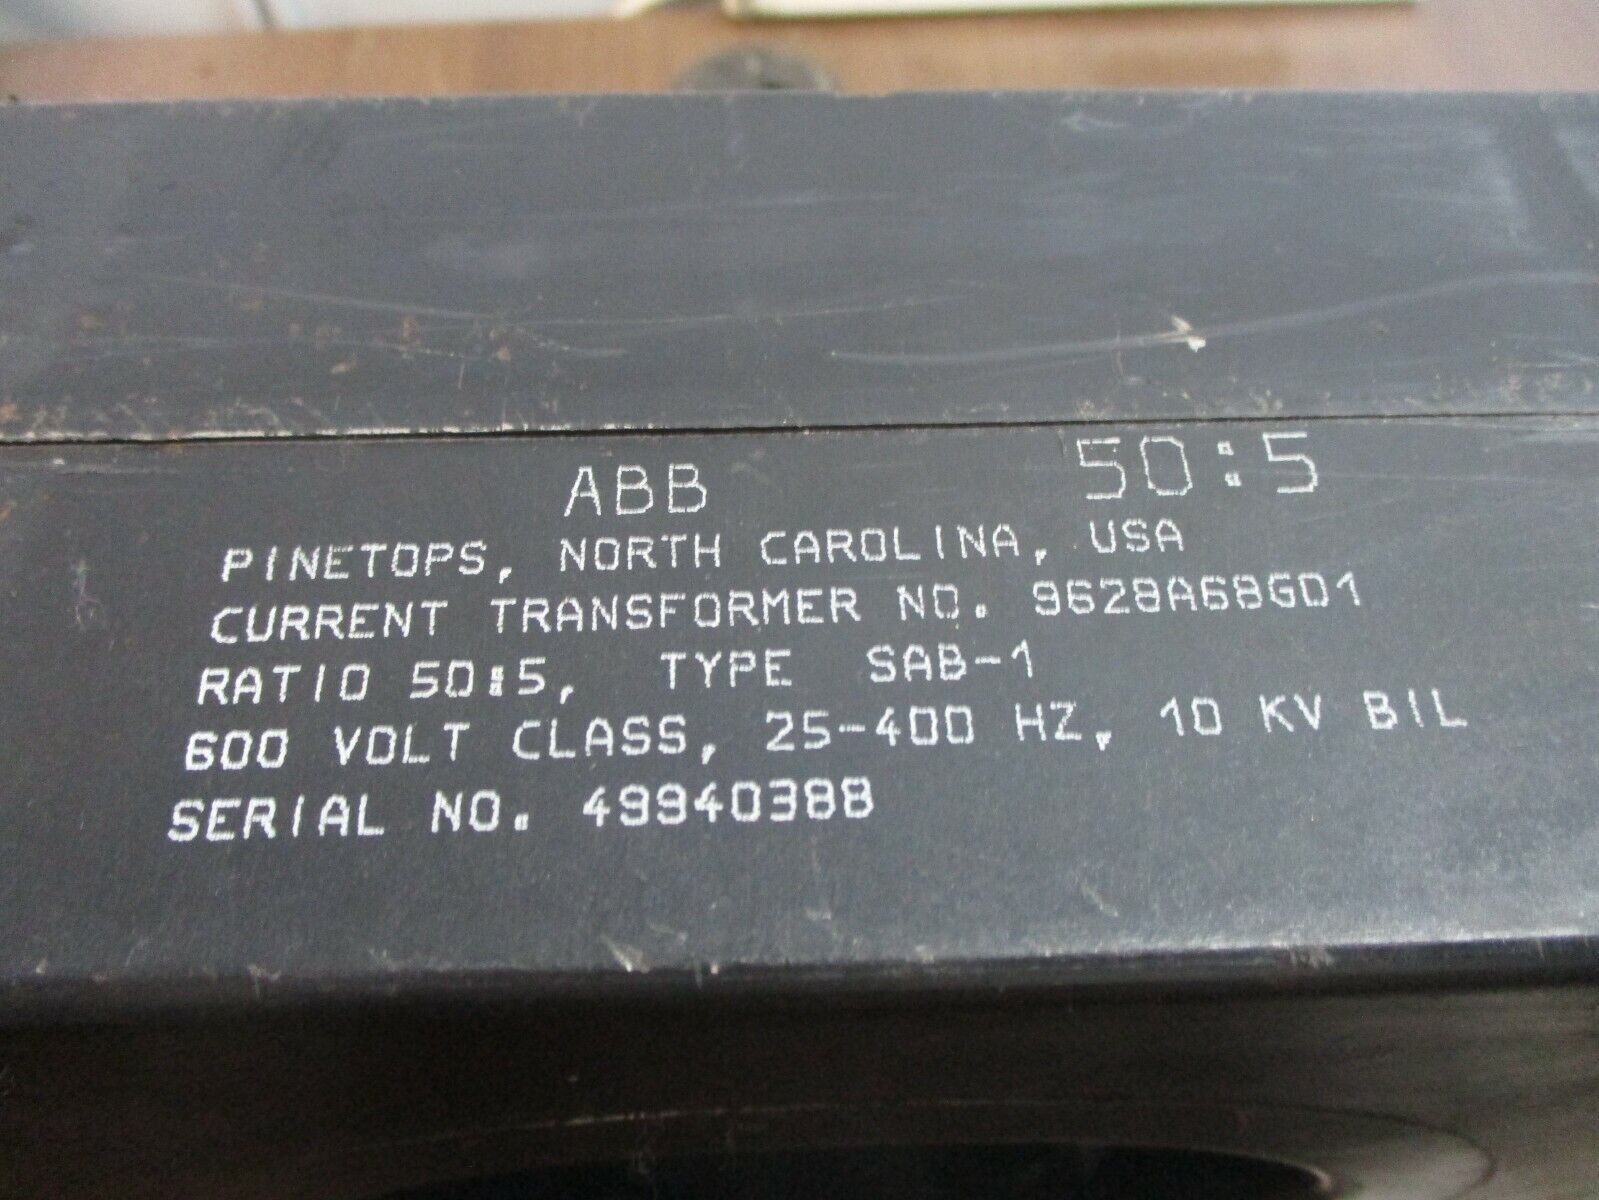 ABB 50:5
PINETOPS, NORTH CAROLINA, USA
CURRENT TRANSFORMER NO. 9628A68G01
RATIO 50:5, TYPE SAB-1
600 VOLT CLASS, 25-400 HZ, 10 KV BIL
SERIAL NO. 49940388